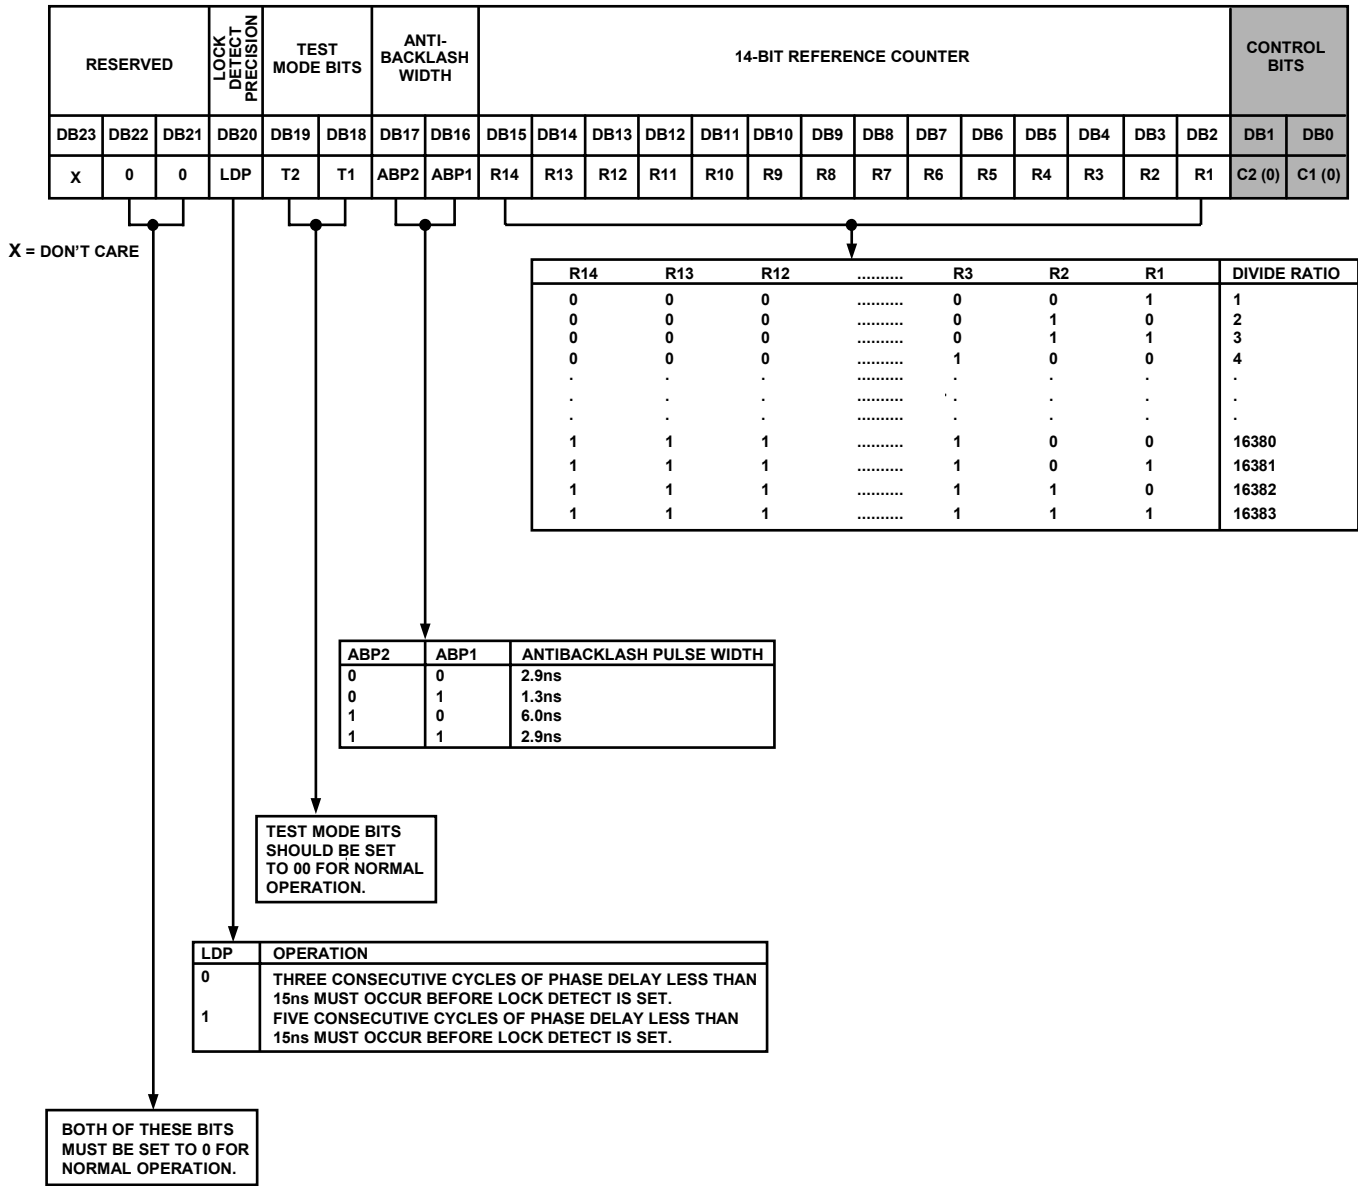 RESERVED
LOCK
DETECT
PRECISION
TEST
MODE BITS
ANTI-
BACKLASH
WIDTH
14-BIT REFERENCE COUNTER
CONTROL
BITS
DB23 DB22 DB21 DB20 DB19 DB18 DB17 DB16 DB15 DB14 DB13 DB12 DB11 DB10 DB9 DB8 DB7 DB6 DB5 DB4 DB3 DB2 DB1 DB0
X 0 0 LDP T2 T1 ABP2 ABP1 R14 R13 R12 R11 R10 R9 R8 R7 R6 R5 R4 R3 R2 R1 C2 (0) C1 (0)
X = DON'T CARE
R14 R13 R12 .......... R3 R2 R1 DIVIDE RATIO
0 0 0 .......... 0 0 1 1
0 0 0 .......... 0 1 0 2
0 0 0 .......... 0 1 1 3
0 0 0 .......... 1 0 0 4
. . . .......... . . . .
. . . .......... . . . .
. . . .......... . . . .
1 1 1 .......... 1 0 0 16380
1 1 1 .......... 1 0 1 16381
1 1 1 .......... 1 1 0 16382
1 1 1 .......... 1 1 1 16383
ABP2 ABP1 ANTIBACKLASH PULSE WIDTH
0 0 2.9ns
0 1 1.3ns
1 0 6.0ns
1 1 2.9ns
TEST MODE BITS
SHOULD BE SET
TO 00 FOR NORMAL
OPERATION.
LDP OPERATION
0 THREE CONSECUTIVE CYCLES OF PHASE DELAY LESS THAN
15ns MUST OCCUR BEFORE LOCK DETECT IS SET.
1 FIVE CONSECUTIVE CYCLES OF PHASE DELAY LESS THAN
15ns MUST OCCUR BEFORE LOCK DETECT IS SET.
BOTH OF THESE BITS
MUST BE SET TO 0 FOR
NORMAL OPERATION.